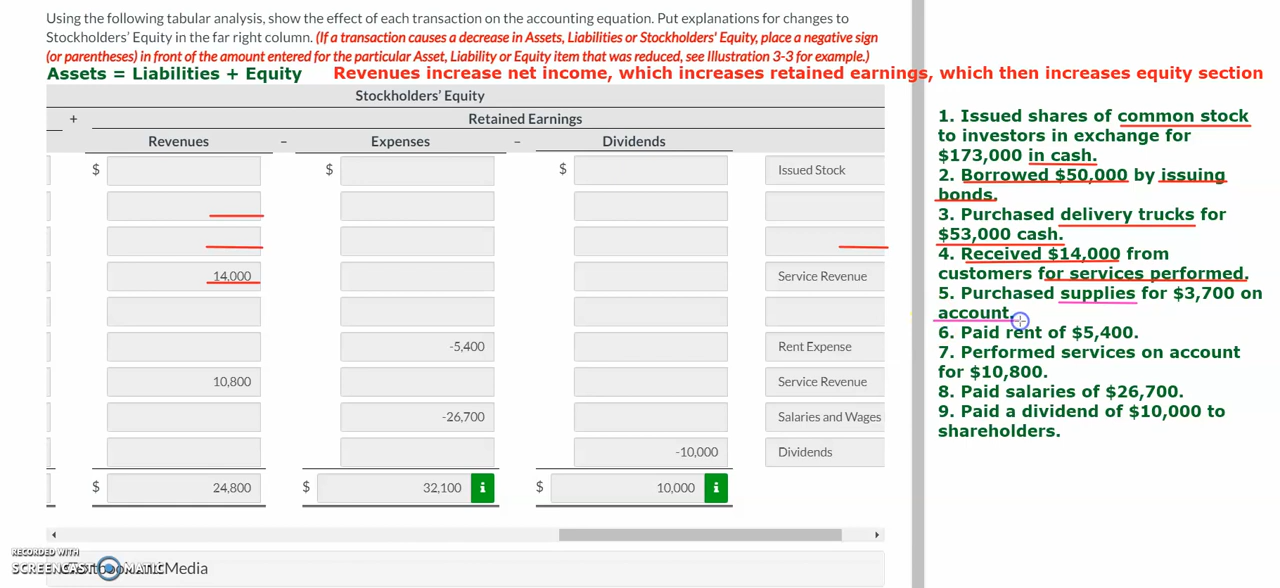 Using the following tabular analysis, show the effect of each transaction on the accounting equation. Put explanations for changes to
Stockholders' Equity in the far right column. (If a transaction causes a decrease in Assets, Liabilities or Stockholders' Equity, place a negative sign
(or parentheses) in front of the amount entered for the particular Asset, Liability or Equity item that was reduced, see Illustration 3-3 for example.)
Assets = Liabilities + Equity Revenues increase net income, which increases retained earnings, which then increases equity section
Stockholders' Equity
+ Retained Earnings
Revenues – Expenses – Dividends
$ $ $ Issued Stock
14,000 Service Revenue
-5,400 Rent Expense
10,800 Service Revenue
-26,700 Salaries and Wages
-10,000 Dividends
$ 24,800 $ 32,100 i $ 10,000 i
1. Issued shares of common stock
to investors in exchange for
$173,000 in cash.
2. Borrowed $50,000 by issuing
bonds.
3. Purchased delivery trucks for
$53,000 cash.
4. Received $14,000 from
customers for services performed.
5. Purchased supplies for $3,700 on
account.
6. Paid rent of $5,400.
7. Performed services on account
for $10,800.
8. Paid salaries of $26,700.
9. Paid a dividend of $10,000 to
shareholders.
RECORDED WITH
SCREENCAST MATIC
Media